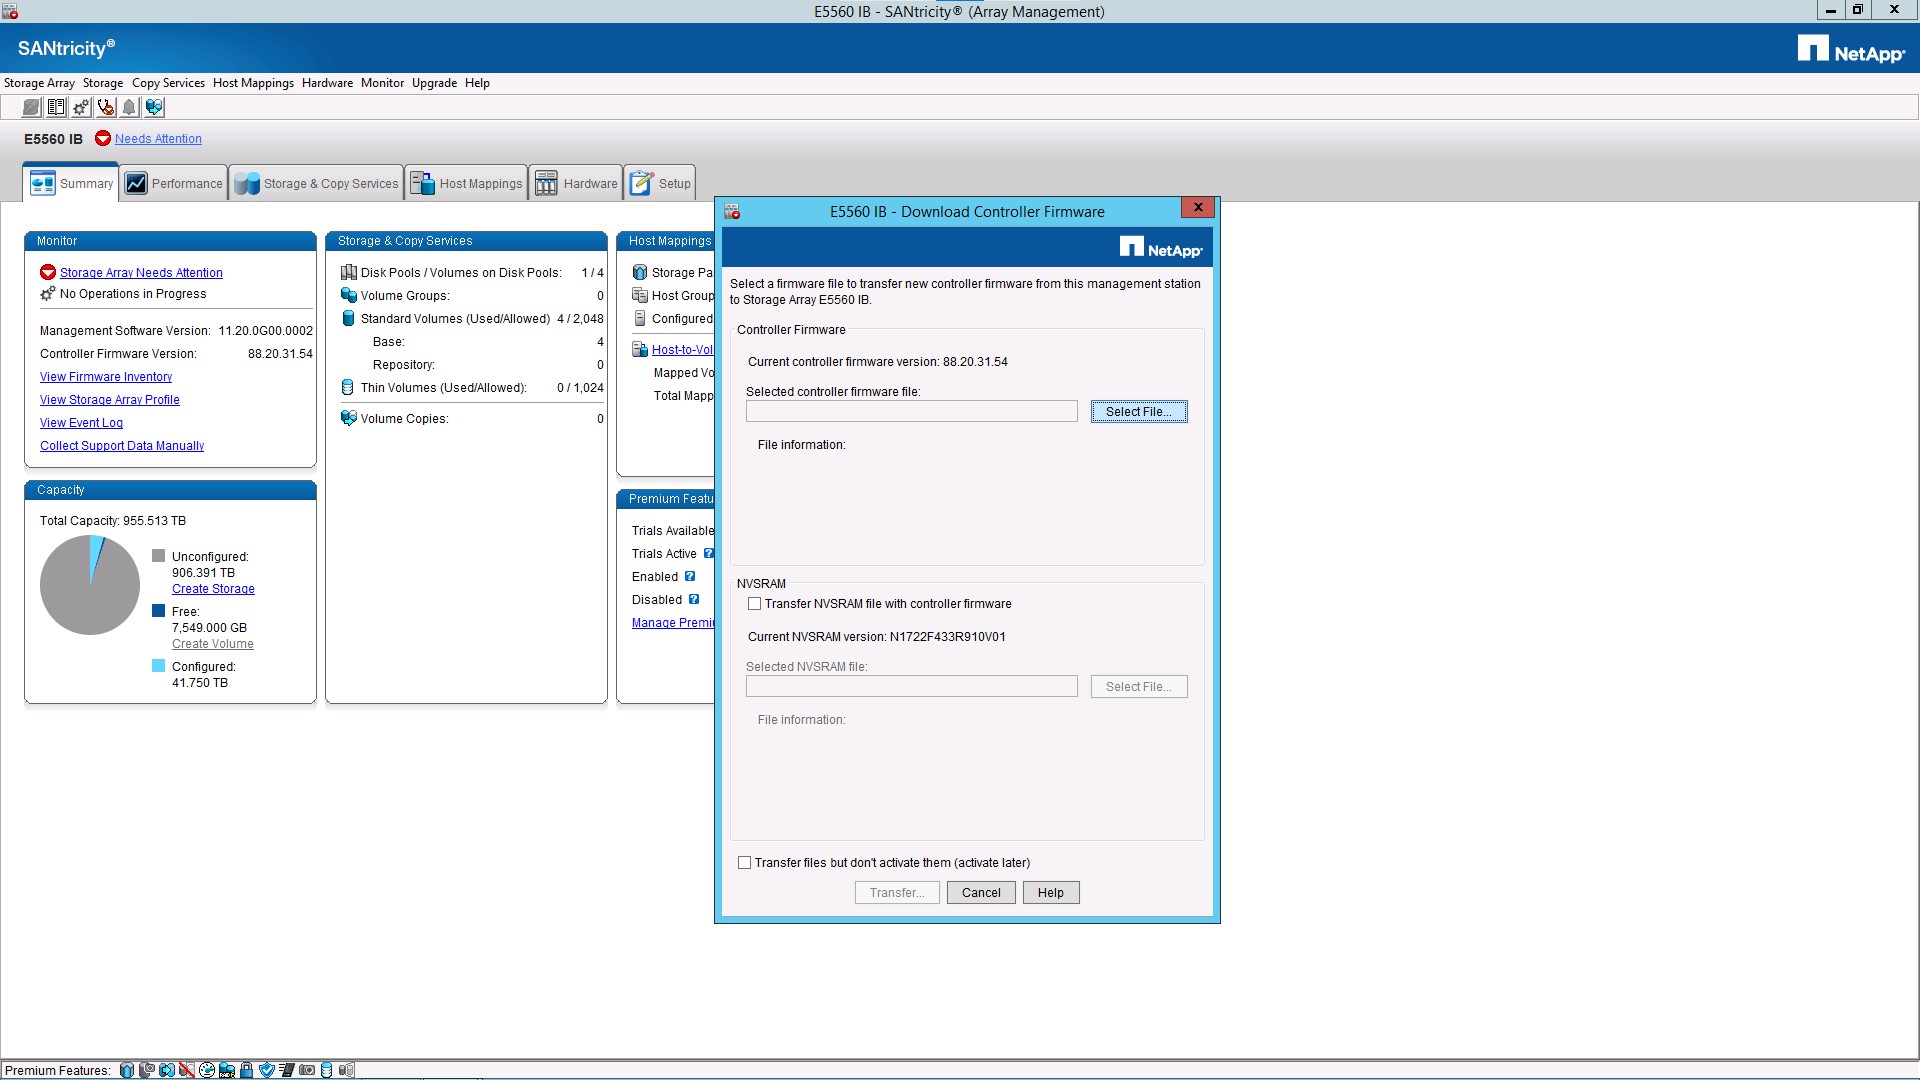 E5560 IB - SANtricity® (Array Management)
SANtricity®
NetApp®
Storage Array Storage Copy Services Host Mappings Hardware Monitor Upgrade Help
E5560 IB Needs Attention
Summary Performance Storage & Copy Services Host Mappings Hardware Setup
Monitor
Storage Array Needs Attention
No Operations in Progress
Management Software Version: 11.20.0G00.0002
Controller Firmware Version: 88.20.31.54
View Firmware Inventory
View Storage Array Profile
View Event Log
Collect Support Data Manually
Capacity
Total Capacity: 955.513 TB
Unconfigured:
906.391 TB
Create Storage
Free:
7,549.000 GB
Create Volume
Configured:
41.750 TB
Storage & Copy Services
Disk Pools / Volumes on Disk Pools: 1 / 4
Volume Groups: 0
Standard Volumes (Used/Allowed) 4 / 2,048
Base: 4
Repository: 0
Thin Volumes (Used/Allowed): 0 / 1,024
Volume Copies: 0
Host Mappings
Storage Pa
Host Group
Configured
Host-to-Vol
Mapped Vo
Total Mapp
Premium Featu
Trials Available
Trials Active ?
Enabled ?
Disabled ?
Manage Premi
E5560 IB - Download Controller Firmware
NetApp®
Select a firmware file to transfer new controller firmware from this management station
to Storage Array E5560 IB.
Controller Firmware
Current controller firmware version: 88.20.31.54
Selected controller firmware file:
Select File...
File information:
NVSRAM
Transfer NVSRAM file with controller firmware
Current NVSRAM version: N1722F433R910V01
Selected NVSRAM file:
Select File...
File information:
Transfer files but don't activate them (activate later)
Transfer... Cancel Help
Premium Features: